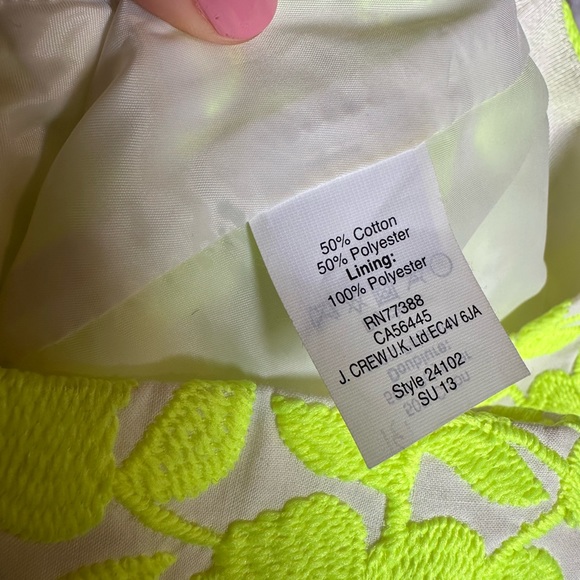 50% Cotton
50% Polyester
Lining:
100% Polyester
RN77388
CA56445
J. CREW U.K. Ltd EC4V 6JA
Style 24102
SU 13